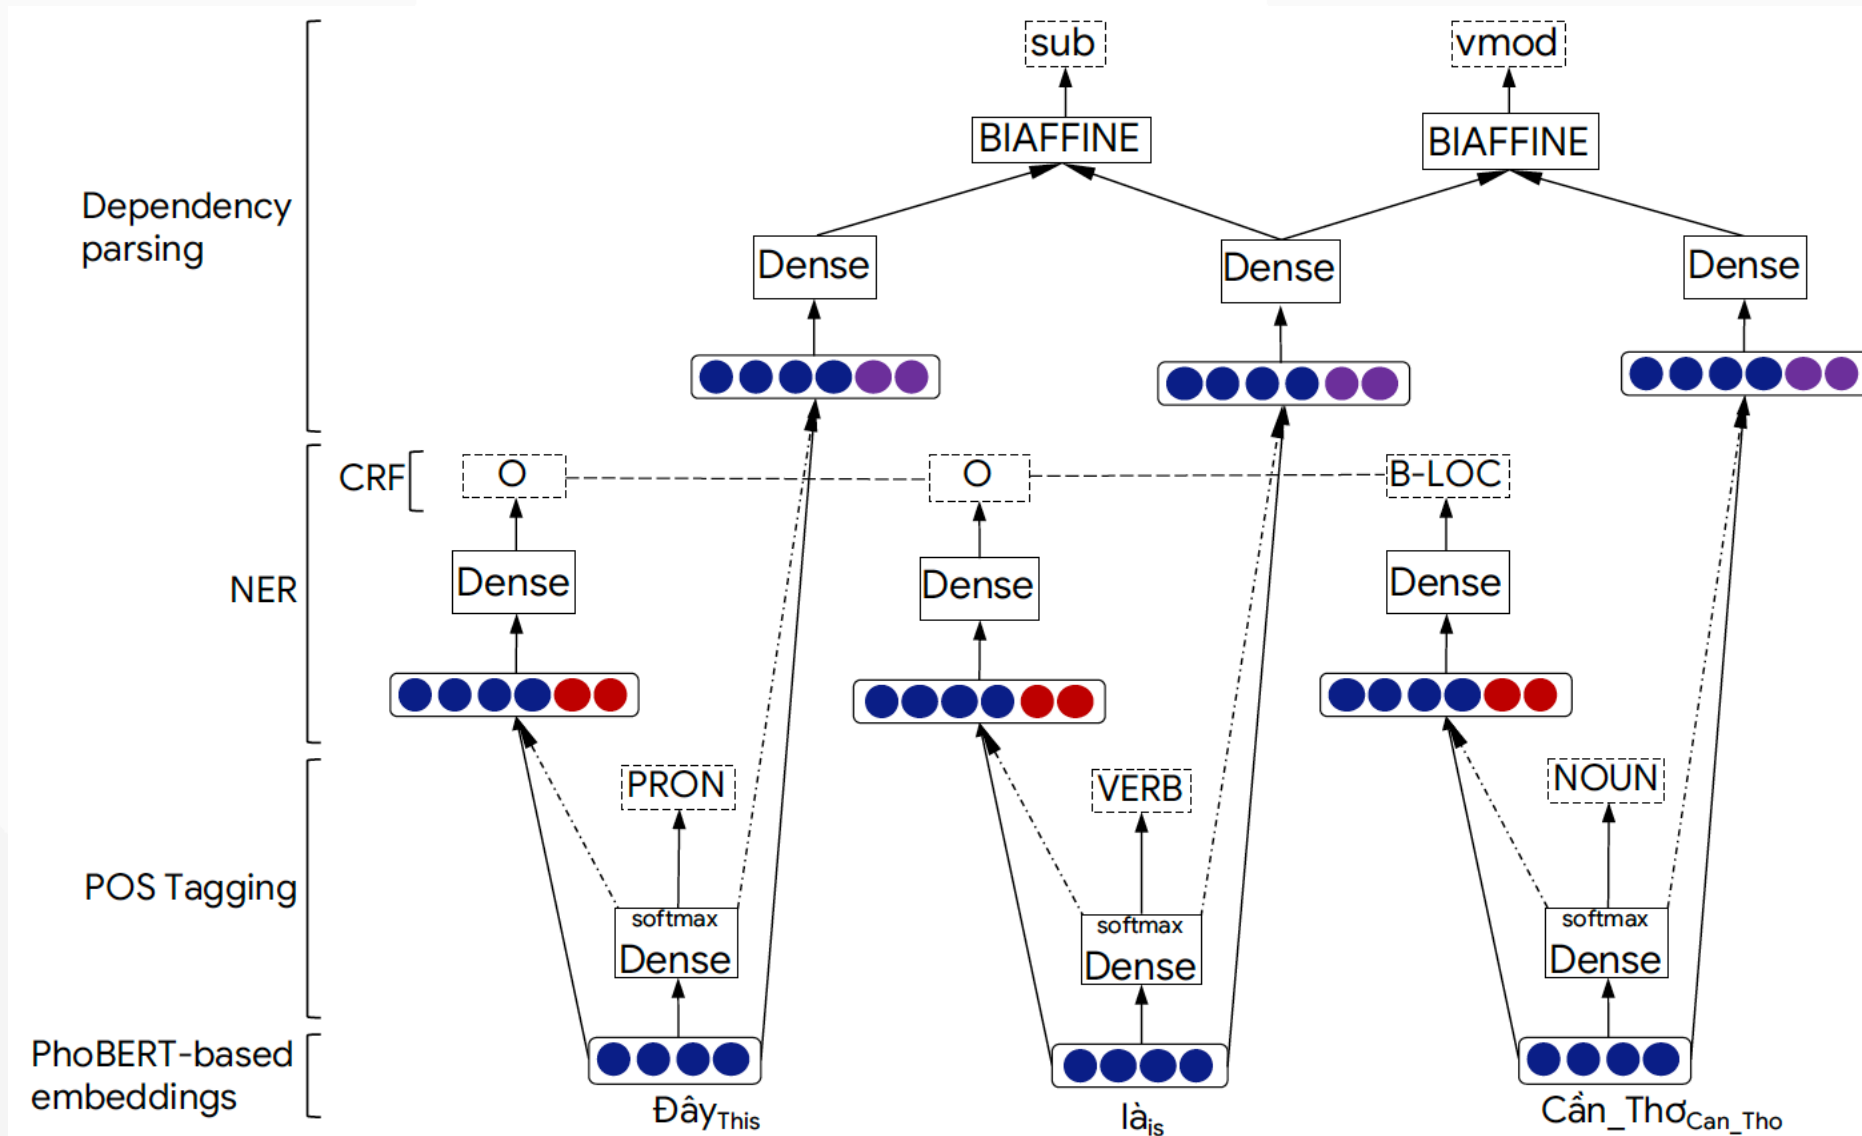 sub
vmod
BIAFFINE
BIAFFINE
Dependency
parsing
Dense
Dense
Dense
CRF
O
O
B-LOC
NER
Dense
Dense
Dense
PRON
VERB
NOUN
POS Tagging
softmax
Dense
softmax
Dense
softmax
Dense
PhoBERT-based
embeddings
ĐâyThis
làis
Cần_ThơCan_Tho